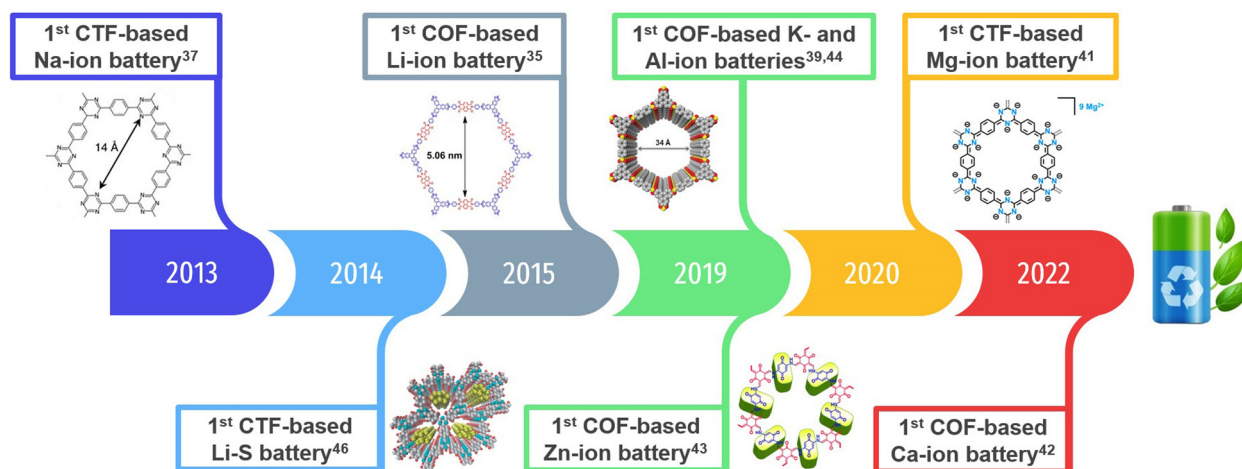 1st CTF-based
Na-ion battery37
1st COF-based
Li-ion battery35
1st COF-based K- and
Al-ion batteries39,44
1st CTF-based
Mg-ion battery41
14 Å
5.06 nm
34 Å
9 Mg2+
2013
2014
2015
2019
2020
2022
1st CTF-based
Li-S battery46
1st COF-based
Zn-ion battery43
1st COF-based
Ca-ion battery42